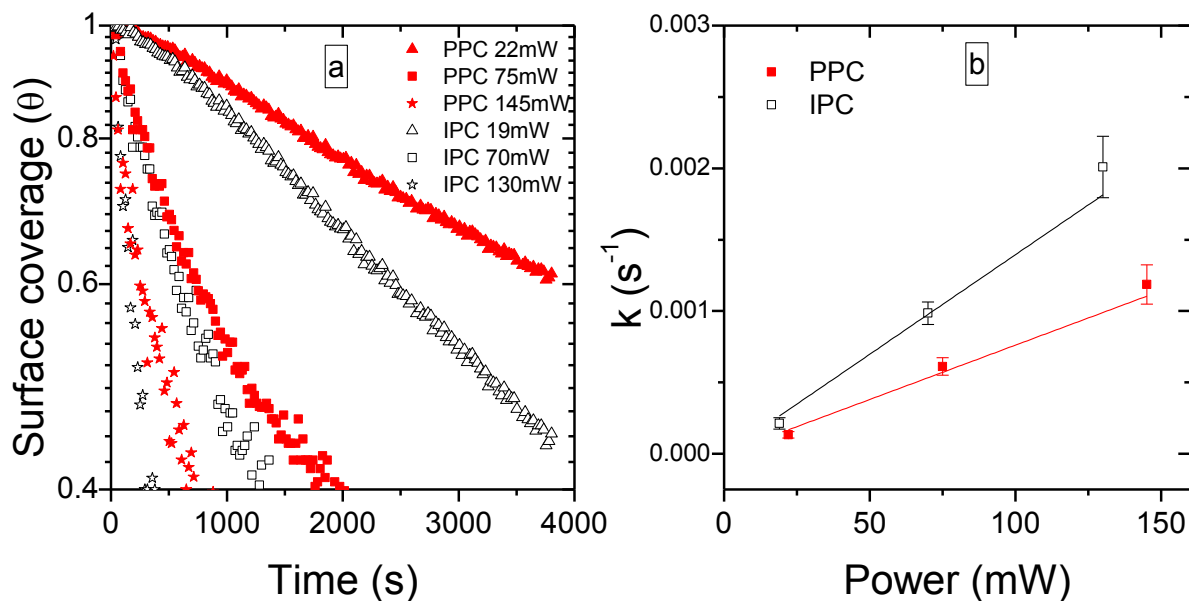 a
PPC 22mW
PPC 75mW
PPC 145mW
IPC 19mW
IPC 70mW
IPC 130mW
Surface coverage (θ)
1
0.8
0.6
0.4
0 1000 2000 3000 4000
Time (s)
b
PPC
IPC
k (s⁻¹)
0.003
0.002
0.001
0.000
0 50 100 150
Power (mW)